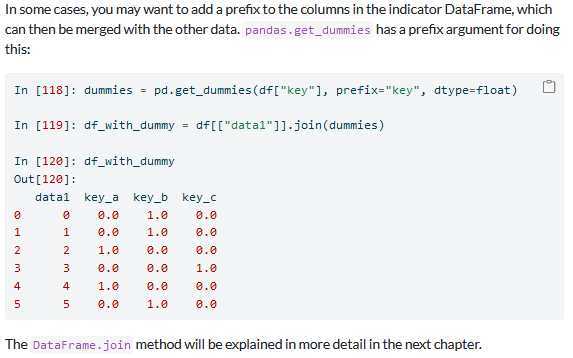 In some cases, you may want to add a prefix to the columns in the indicator DataFrame, which
can then be merged with the other data. pandas.get_dummies has a prefix argument for doing
this:
In [118]: dummies = pd.get_dummies(df["key"], prefix="key", dtype=float)
In [119]: df_with_dummy = df[["data1"]].join(dummies)
In [120]: df_with_dummy
Out[120]:
   data1  key_a  key_b  key_c
0      0    0.0    1.0    0.0
1      1    0.0    1.0    0.0
2      2    1.0    0.0    0.0
3      3    0.0    0.0    1.0
4      4    1.0    0.0    0.0
5      5    0.0    1.0    0.0
The DataFrame.join method will be explained in more detail in the next chapter.